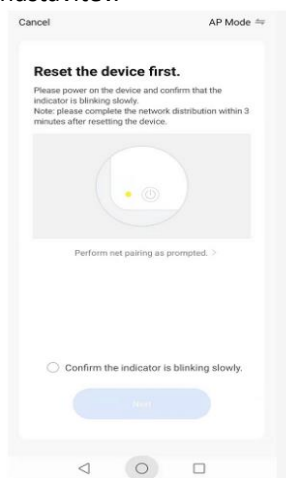 Cancel AP Mode
Reset the device first.
Please power on the device and confirm that the
indicator is blinking slowly.
Note: please complete the network distribution within 3
minutes after resetting the device.
Perform net pairing as prompted. >
Confirm the indicator is blinking slowly.
Next